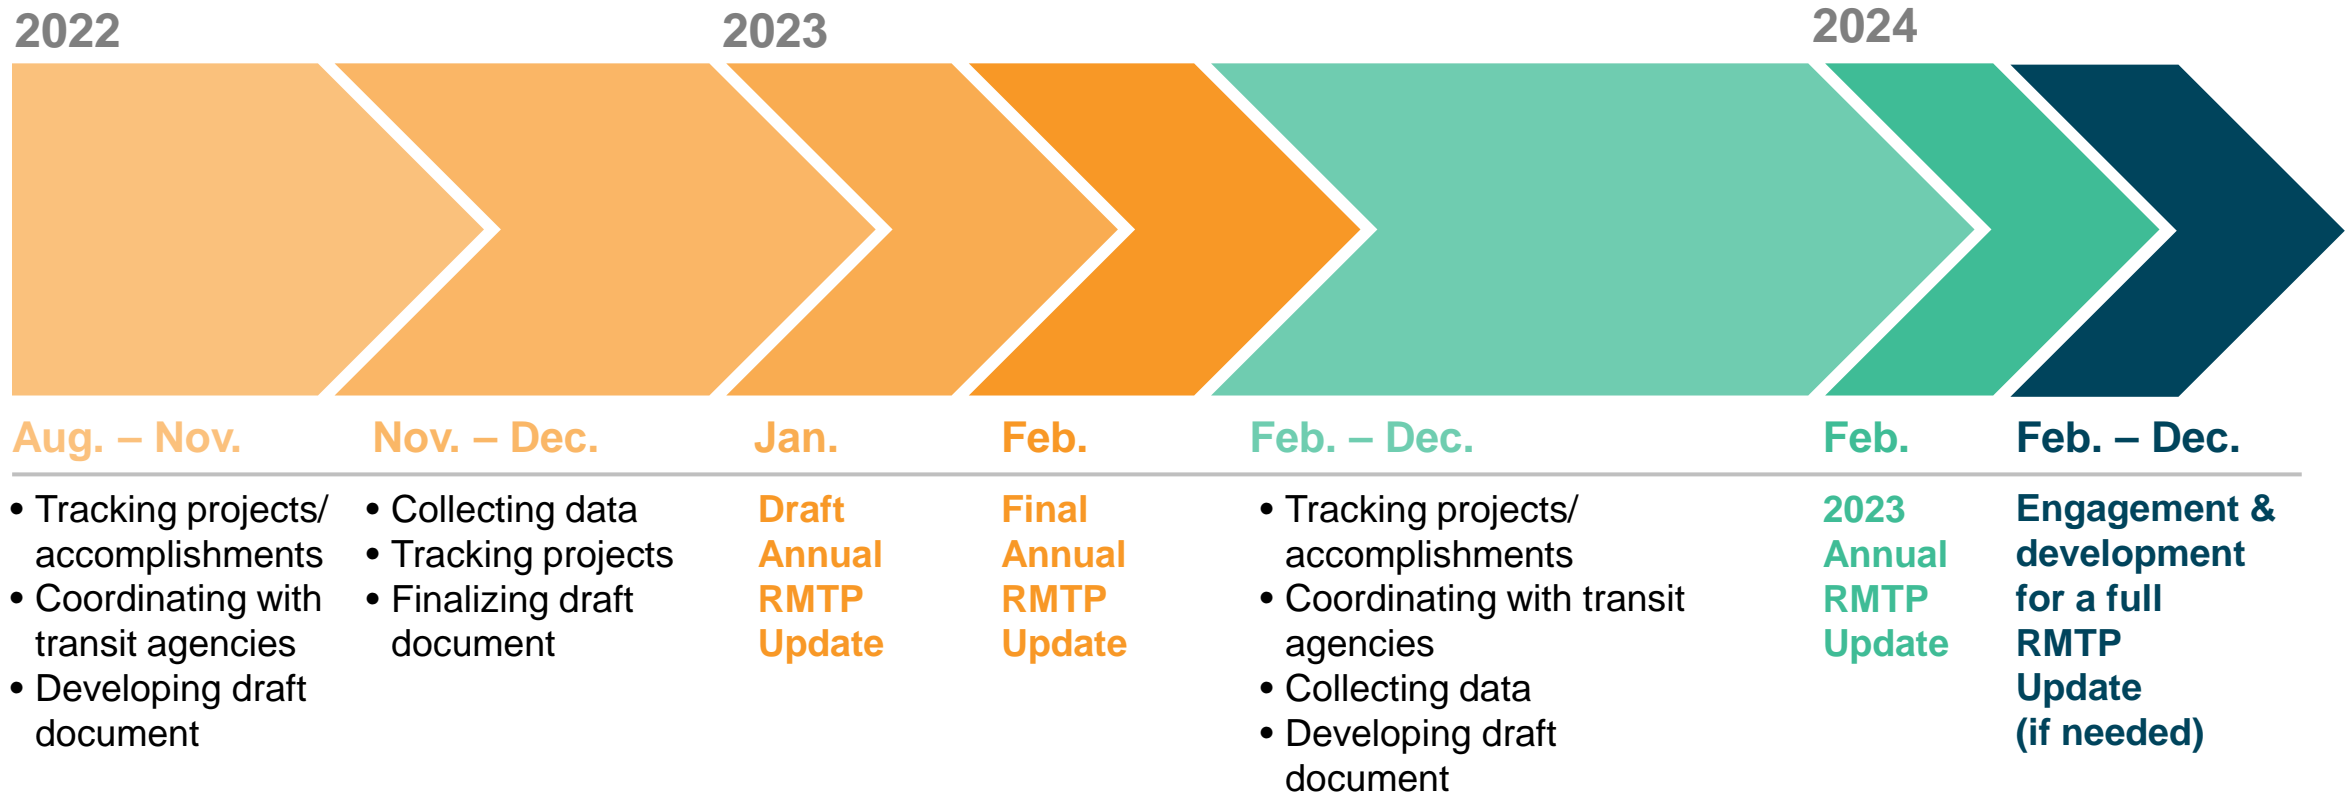 2022
2023
2024
Aug. – Nov.
• Tracking projects/
accomplishments
• Coordinating with
transit agencies
• Developing draft
document
Nov. – Dec.
• Collecting data
• Tracking projects
• Finalizing draft
document
Jan.
Draft
Annual
RMTP
Update
Feb.
Final
Annual
RMTP
Update
Feb. – Dec.
• Tracking projects/
accomplishments
• Coordinating with transit
agencies
• Collecting data
• Developing draft
document
Feb.
2023
Annual
RMTP
Update
Feb. – Dec.
Engagement &
development
for a full
RMTP
Update
(if needed)